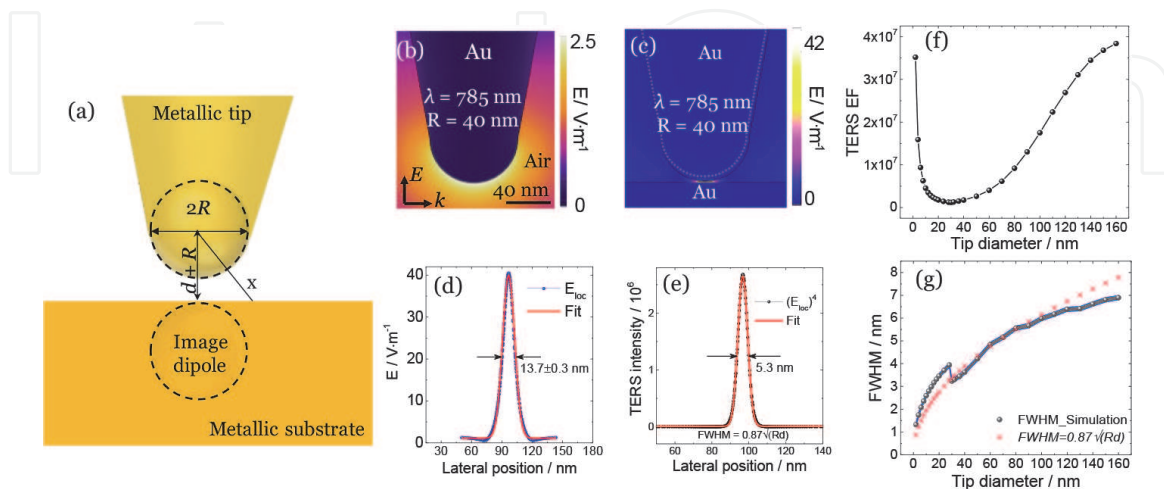 (a)
Metallic tip
2R
d + R
x
Image
dipole
Metallic substrate
(b)
Au
λ = 785 nm
R = 40 nm
Air
E
k
40 nm
2.5
E/ V·m⁻¹
0
(c)
Au
λ = 785 nm
R = 40 nm
Au
42
E/ V·m⁻¹
0
(d)
E / V·m⁻¹
40
30
20
10
0
E_loc
Fit
13.7±0.3 nm
30 60 90 120 150 180
Lateral position / nm
(e)
TERS intensity / 10⁶
2
1
0
(E_loc)⁴
Fit
5.3 nm
FWHM = 0.87√(Rd)
60 80 100 120 140
Lateral position / nm
(f)
TERS EF
4x10⁷
3x10⁷
2x10⁷
1x10⁷
0
0 20 40 60 80 100 120 140 160
Tip diameter / nm
(g)
FWHM / nm
8
7
6
5
4
3
2
1
0
FWHM_Simulation
FWHM=0.87√(Rd)
0 20 40 60 80 100 120 140 160
Tip diameter / nm